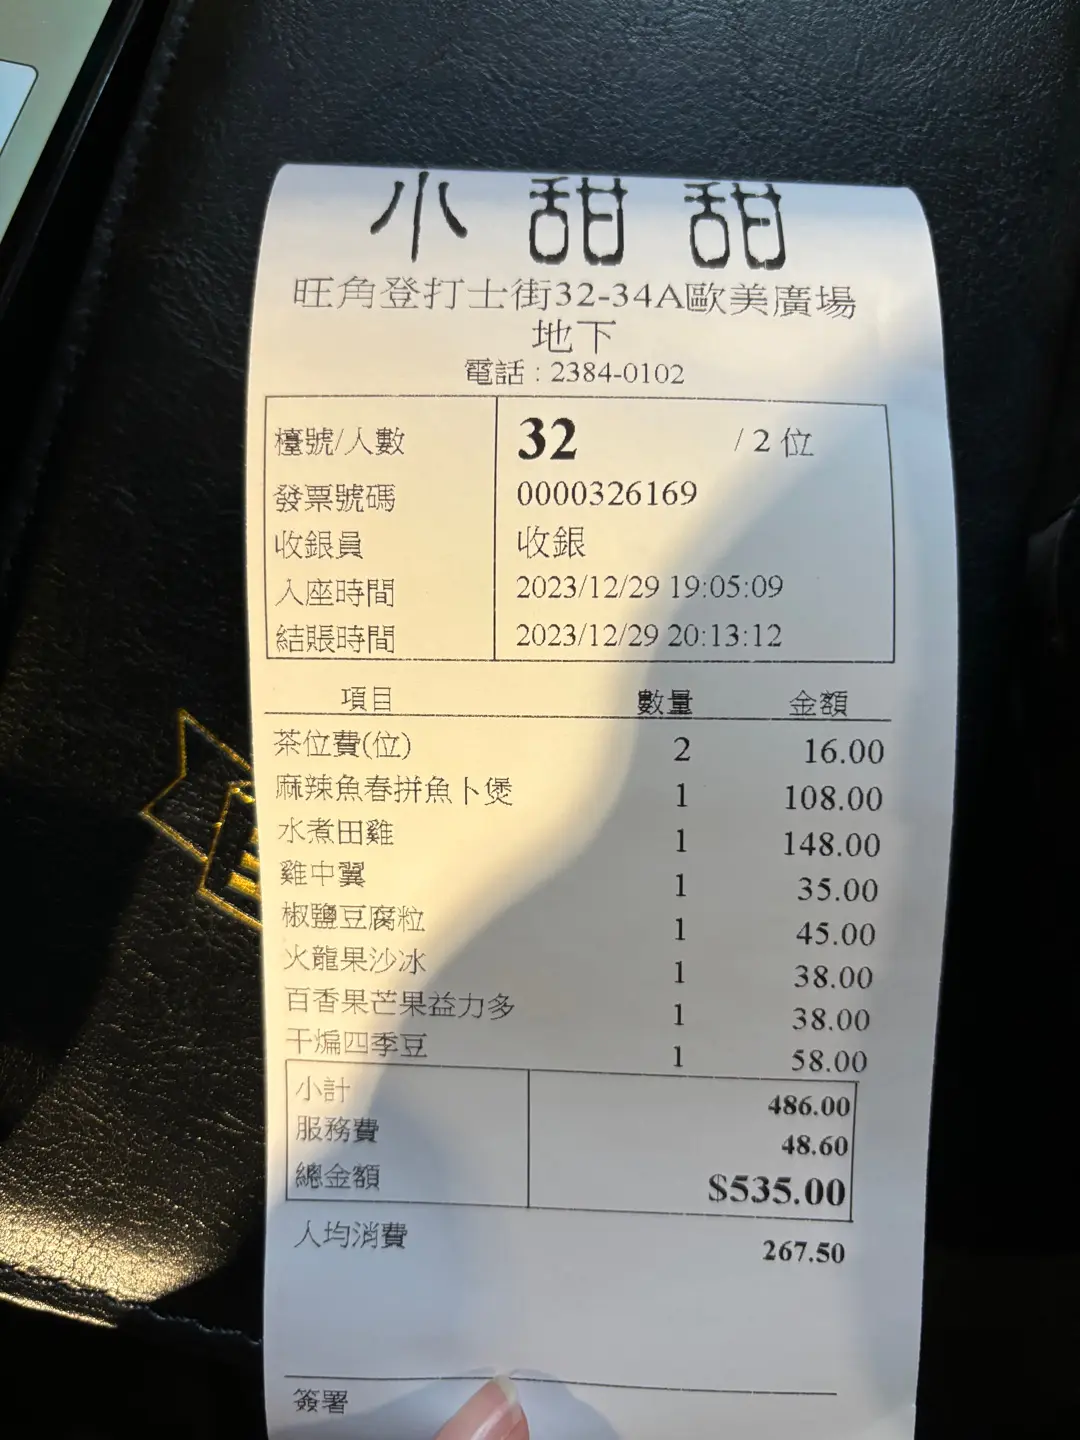 小甜甜
旺角登打士街32-34A歐美廣場
地下
電話 : 2384-0102
檯號/人數 32 / 2 位
發票號碼 0000326169
收銀員 收銀
入座時間 2023/12/29 19:05:09
結賬時間 2023/12/29 20:13:12
項目 數量 金額
茶位費(位) 2 16.00
麻辣魚春拼魚卜煲 1 108.00
水煮田雞 1 148.00
雞中翼 1 35.00
椒鹽豆腐粒 1 45.00
火龍果沙冰 1 38.00
百香果芒果益力多 1 38.00
干煸四季豆 1 58.00
小計 486.00
服務費 48.60
總金額 $535.00
人均消費 267.50
簽署